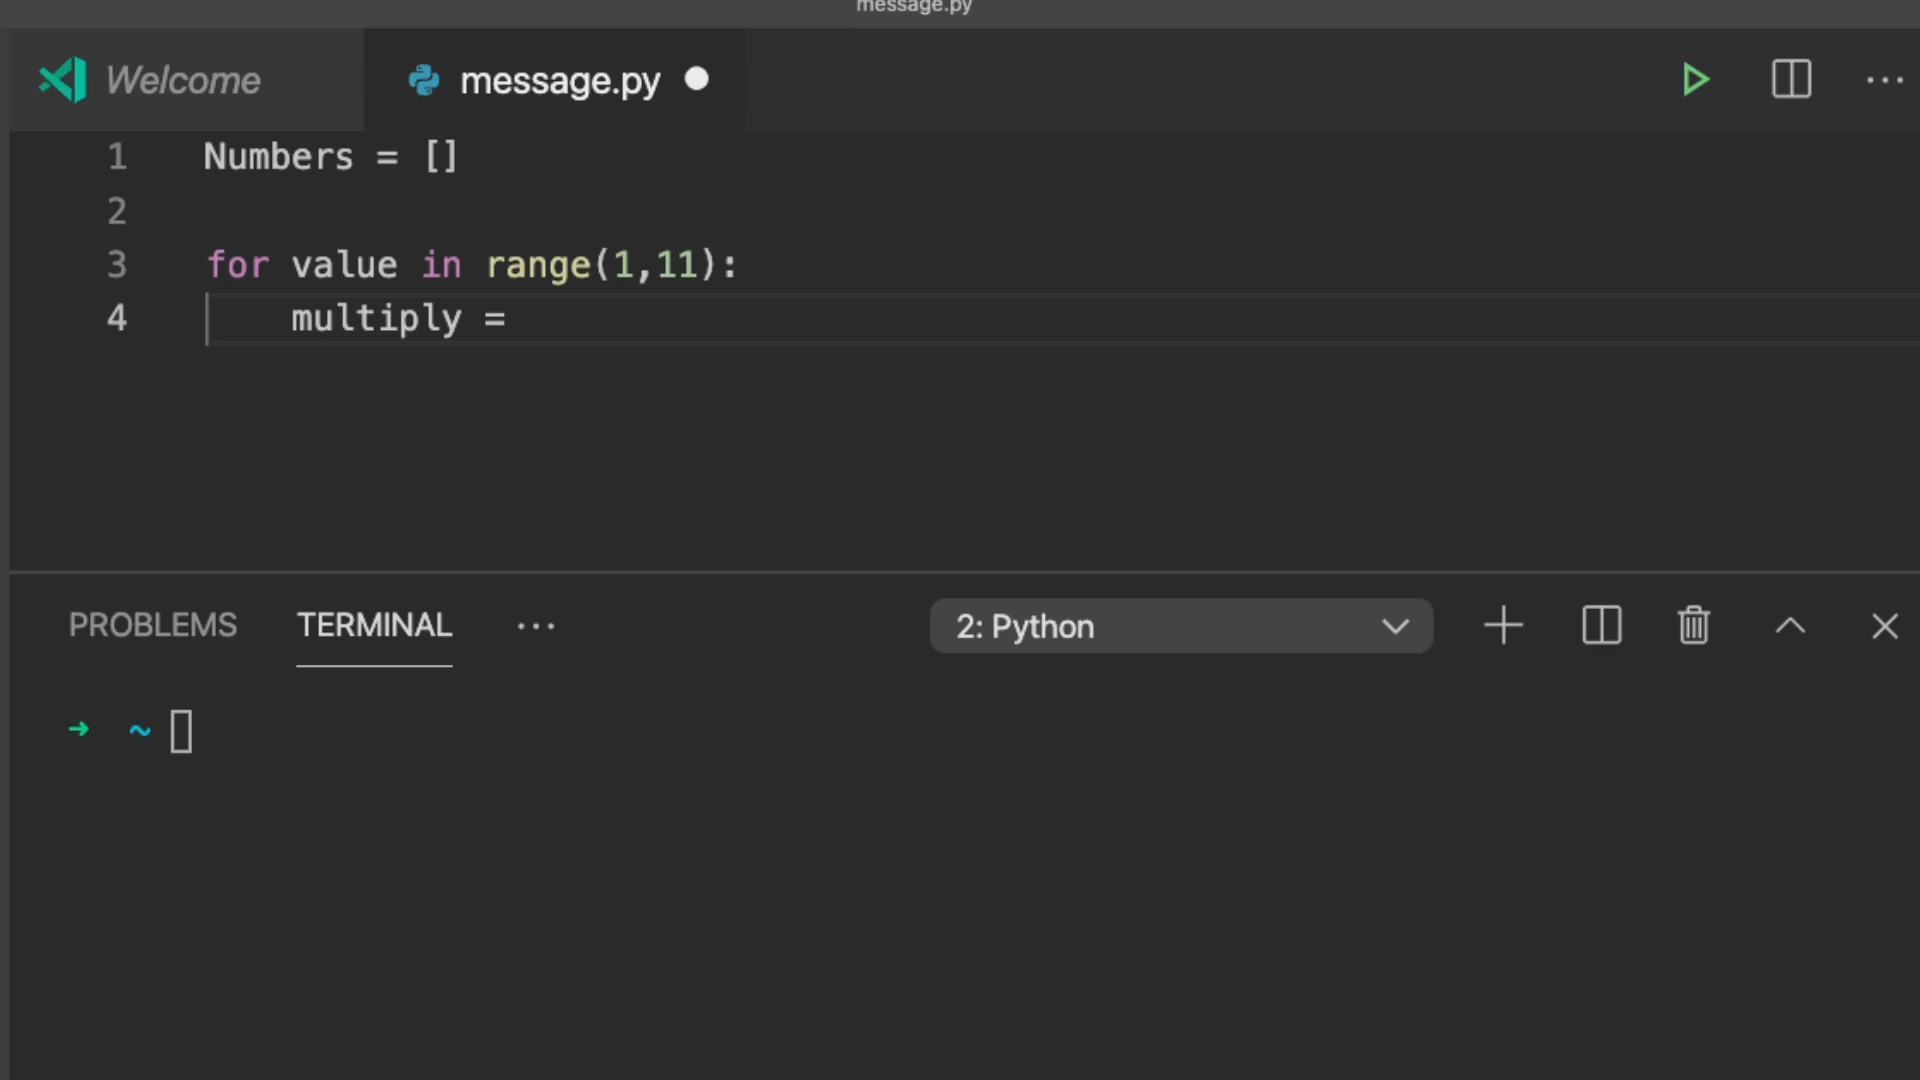 message.py
Welcome
message.py
1 Numbers = []
2
3 for value in range(1,11):
4 multiply =
PROBLEMS TERMINAL ··· 2: Python
➜ ~